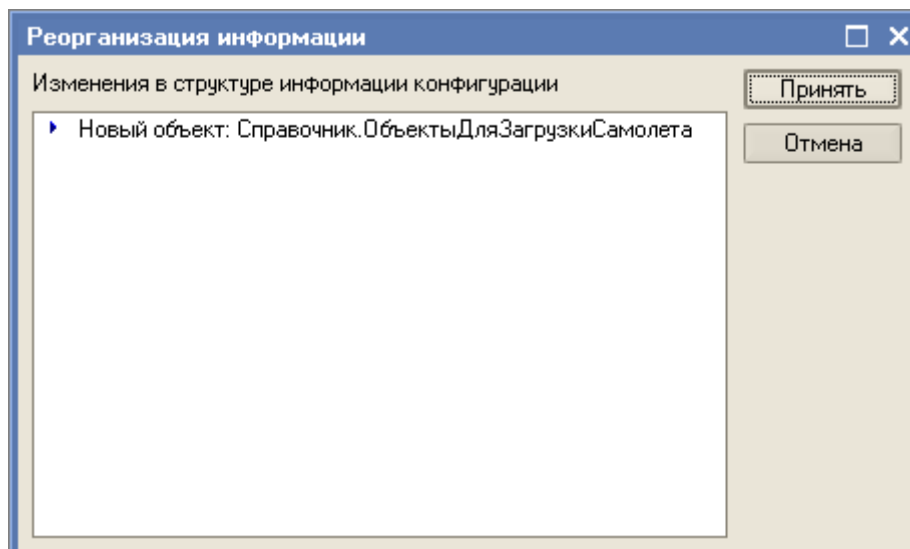 Реорганизация информации
Изменения в структуре информации конфигурации
Принять
Новый объект: Справочник.ОбъектыДляЗагрузкиСамолета
Отмена